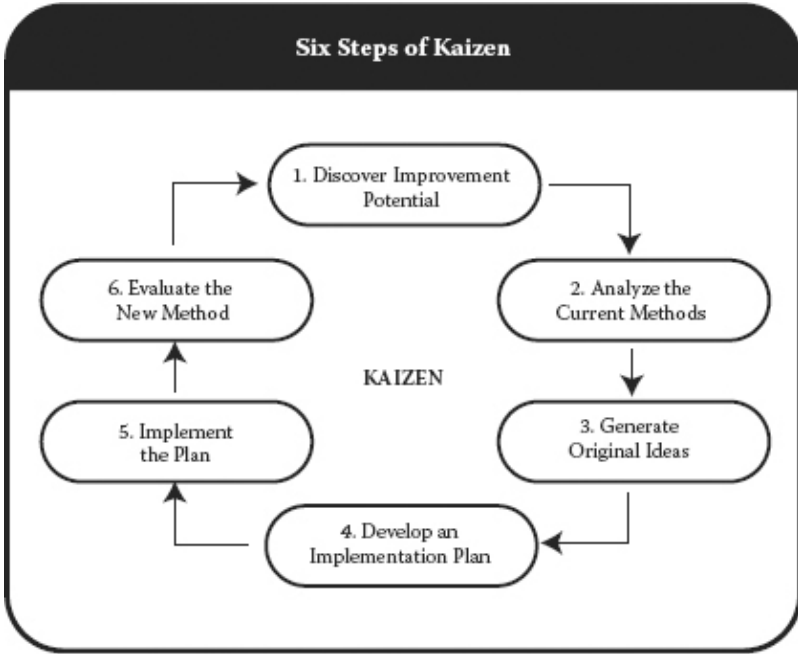 Six Steps of Kaizen
1. Discover Improvement
Potential
2. Analyze the
Current Methods
3. Generate
Original Ideas
4. Develop an
Implementation Plan
5. Implement
the Plan
6. Evaluate the
New Method
KAIZEN